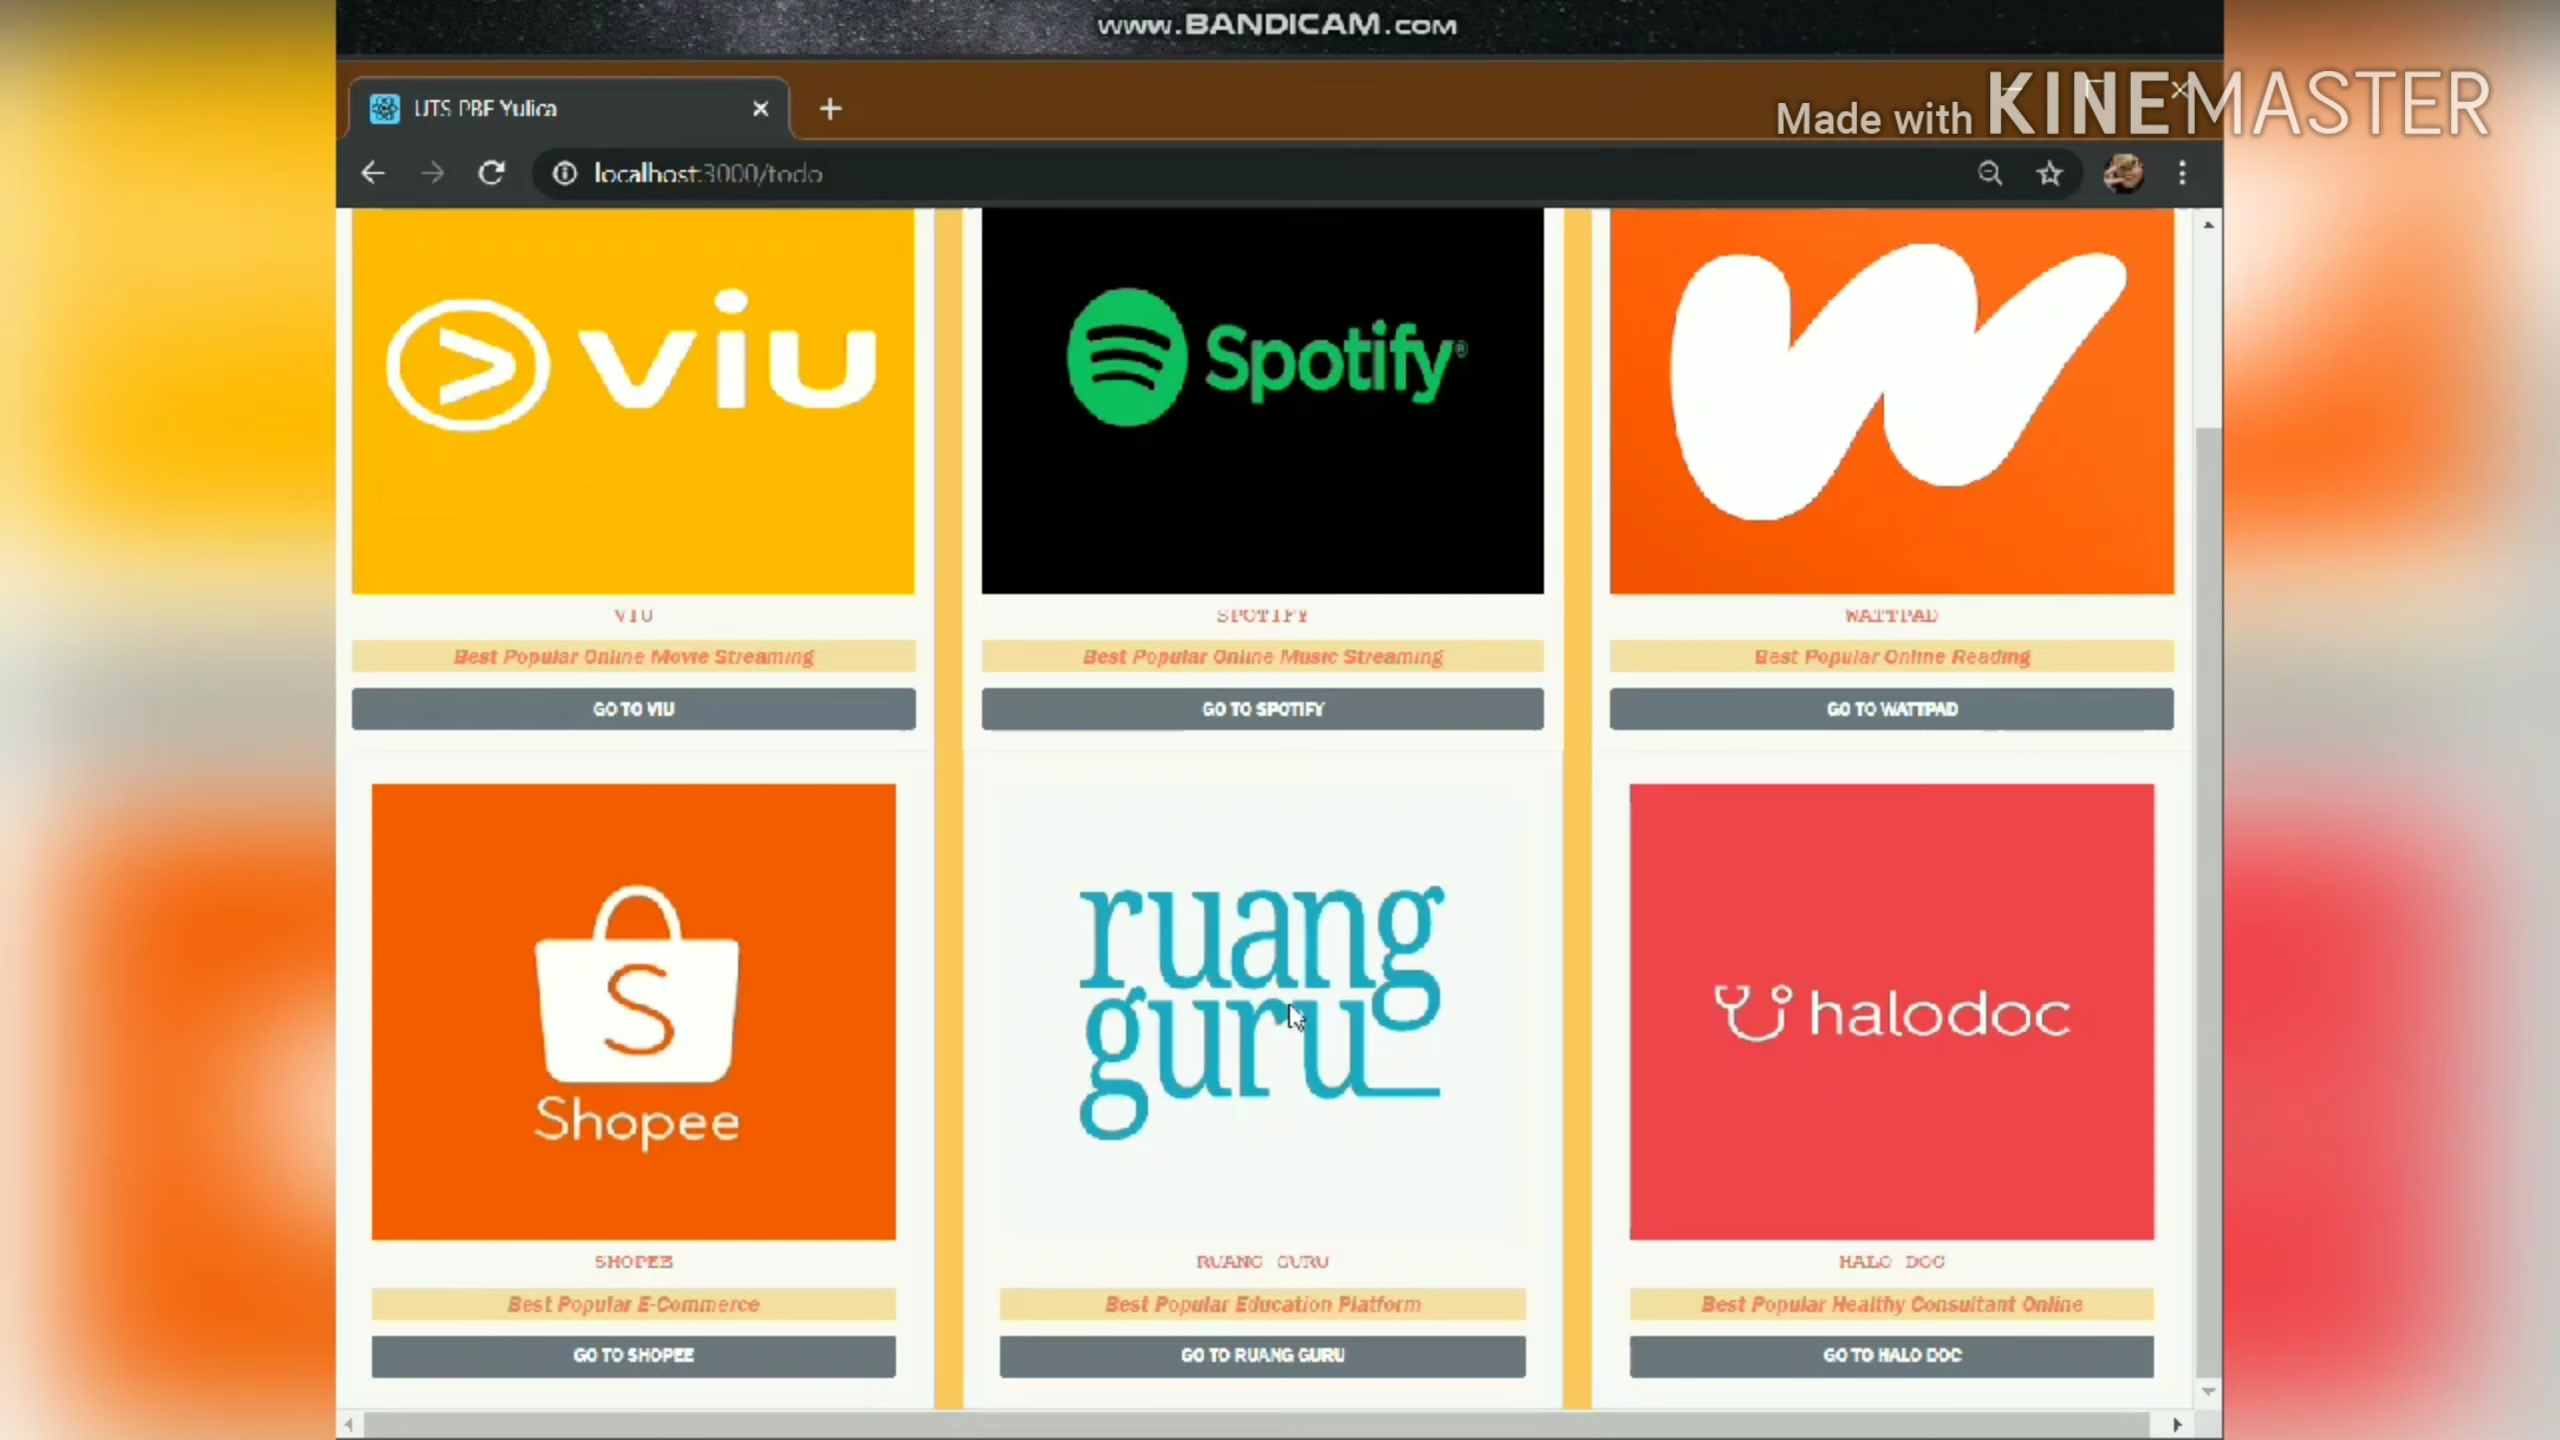 www.BANDICAM.com
Made with KINEMASTER
UTS PBF Yulica
localhost:3000/todo
viu
Spotify®
VIU
SPOTIFY
WATTPAD
Best Popular Online Movie Streaming
Best Popular Online Music Streaming
Best Popular Online Reading
GO TO VIU
GO TO SPOTIFY
GO TO WATTPAD
S
Shopee
ruang
guru
halodoc
SHOPEE
RUANG GURU
HALO DOC
Best Popular E-Commerce
Best Popular Education Platform
Best Popular Healthy Consultant Online
GO TO SHOPEE
GO TO RUANG GURU
GO TO HALO DOC